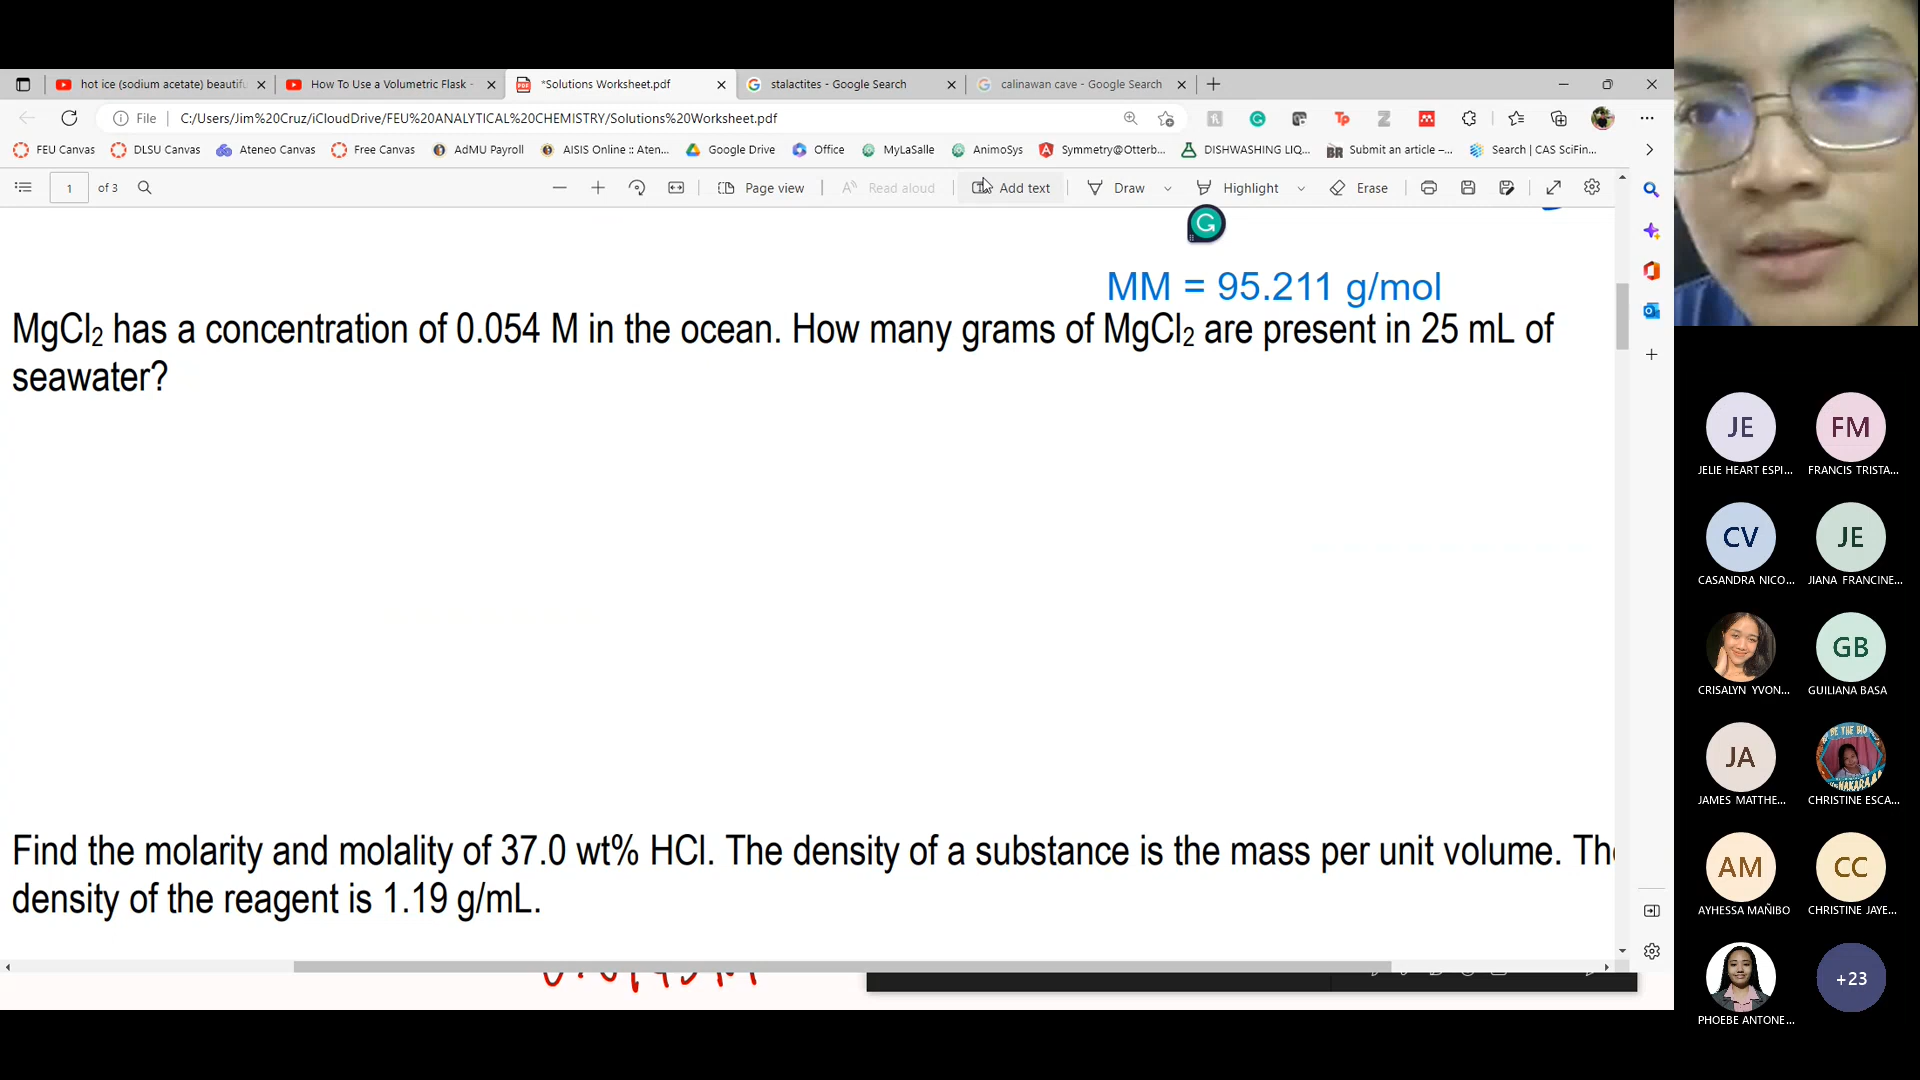 hot ice (sodium acetate) beautifu
How To Use a Volumetric Flask -
*Solutions Worksheet.pdf
stalactites - Google Search
calinawan cave - Google Search
File
C:/Users/Jim%20Cruz/iCloudDrive/FEU%20ANALYTICAL%20CHEMISTRY/Solutions%20Worksheet.pdf
FEU Canvas
DLSU Canvas
Ateneo Canvas
Free Canvas
AdMU Payroll
AISIS Online :: Aten...
Google Drive
Office
MyLaSalle
AnimoSys
Symmetry@Otterb...
DISHWASHING LIQ...
Submit an article –...
Search | CAS SciFin...
1 of 3
Page view
Read aloud
Add text
Draw
Highlight
Erase
MM = 95.211 g/mol
MgCl₂ has a concentration of 0.054 M in the ocean. How many grams of MgCl₂ are present in 25 mL of
seawater?
Find the molarity and molality of 37.0 wt% HCl. The density of a substance is the mass per unit volume. The
density of the reagent is 1.19 g/mL.
JE
JELIE HEART ESPI...
FM
FRANCIS TRISTA...
CV
CASANDRA NICO...
JE
JIANA FRANCINE...
CRISALYN YVON...
GB
GUILIANA BASA
JA
JAMES MATTHE...
CHRISTINE ESCA...
AM
AYHESSA MAÑIBO
CC
CHRISTINE JAYE...
PHOEBE ANTONE...
+23